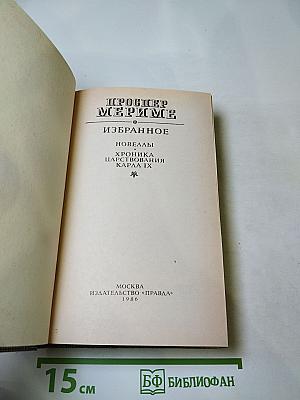 ПРОСПЕР
МЕРИМЕ
ИЗБРАННОЕ
НОВЕЛЛЫ
ХРОНИКА
ЦАРСТВОВАНИЯ
КАРЛА IX
МОСКВА
ИЗДАТЕЛЬСТВО «ПРАВДА»
1986
15 см
БФ БИБЛИОФАН